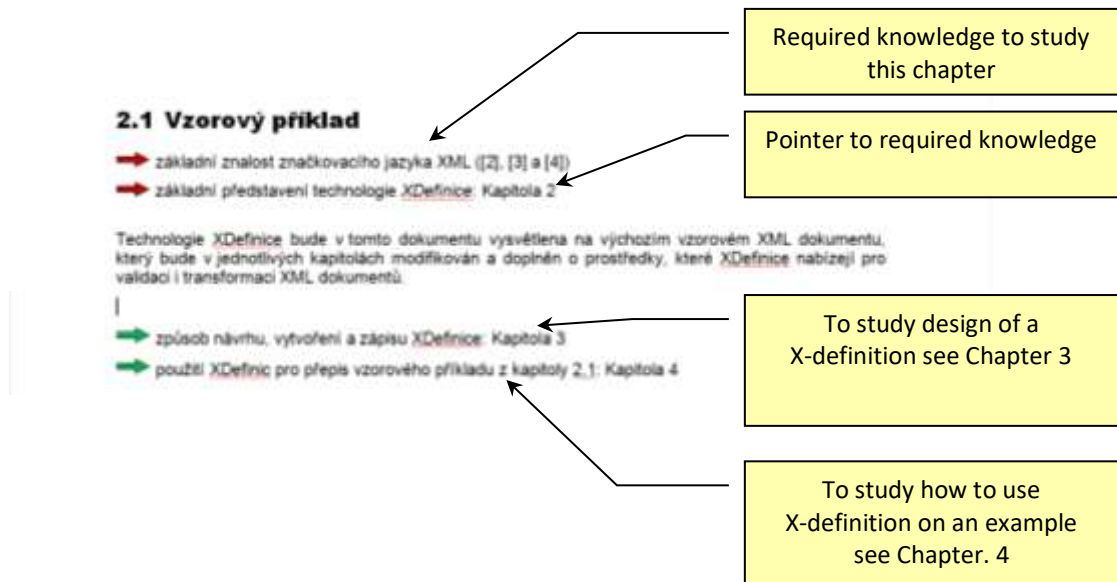 Required knowledge to study
this chapter
2.1 Vzorový příklad
Pointer to required knowledge
základní znalost značkovacího jazyka XML ([2], [3] a [4])
základní představení technologie XDefinice: Kapitola 2
Technologie XDefinice bude v tomto dokumentu vysvětlena na výchozím vzorovém XML dokumentu,
který bude v jednotlivých kapitolách modifikován a doplněn o prostředky, které XDefinice nabízejí pro
validaci i transformaci XML dokumentů.
To study design of a
X-definition see Chapter 3
způsob návrhu, vytvoření a zápisu XDefinice: Kapitola 3
použití XDefinic pro přepis vzorového příkladu z kapitoly 2.1: Kapitola 4
To study how to use
X-definition on an example
see Chapter. 4